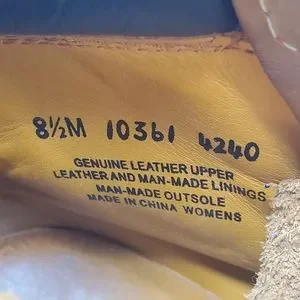 8½M 10361 4240
GENUINE LEATHER UPPER
LEATHER AND MAN-MADE LININGS
MAN-MADE OUTSOLE
MADE IN CHINA WOMENS